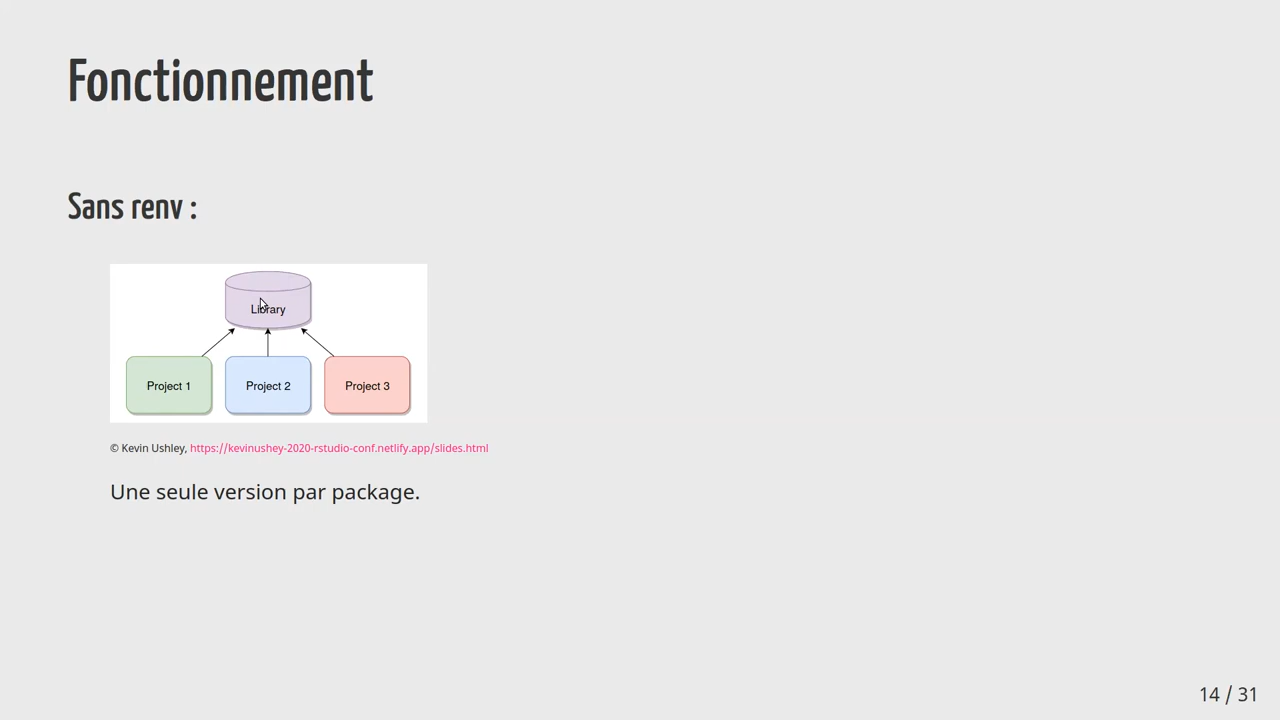 Fonctionnement
Sans renv :
Library
Project 1 Project 2 Project 3
© Kevin Ushley, https://kevinushey-2020-rstudio-conf.netlify.app/slides.html
Une seule version par package.
14 / 31